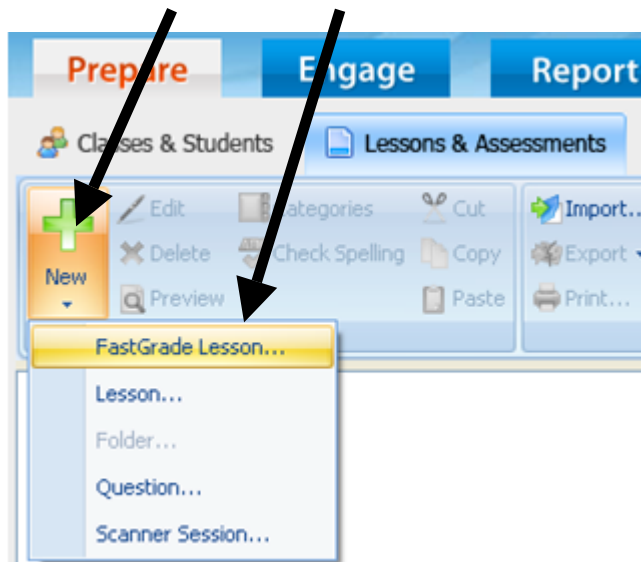 Prepare Engage Report
Classes & Students Lessons & Assessments
Edit Categories Cut Import...
Delete Check Spelling Copy Export
New Preview Paste Print...
FastGrade Lesson...
Lesson...
Folder...
Question...
Scanner Session...